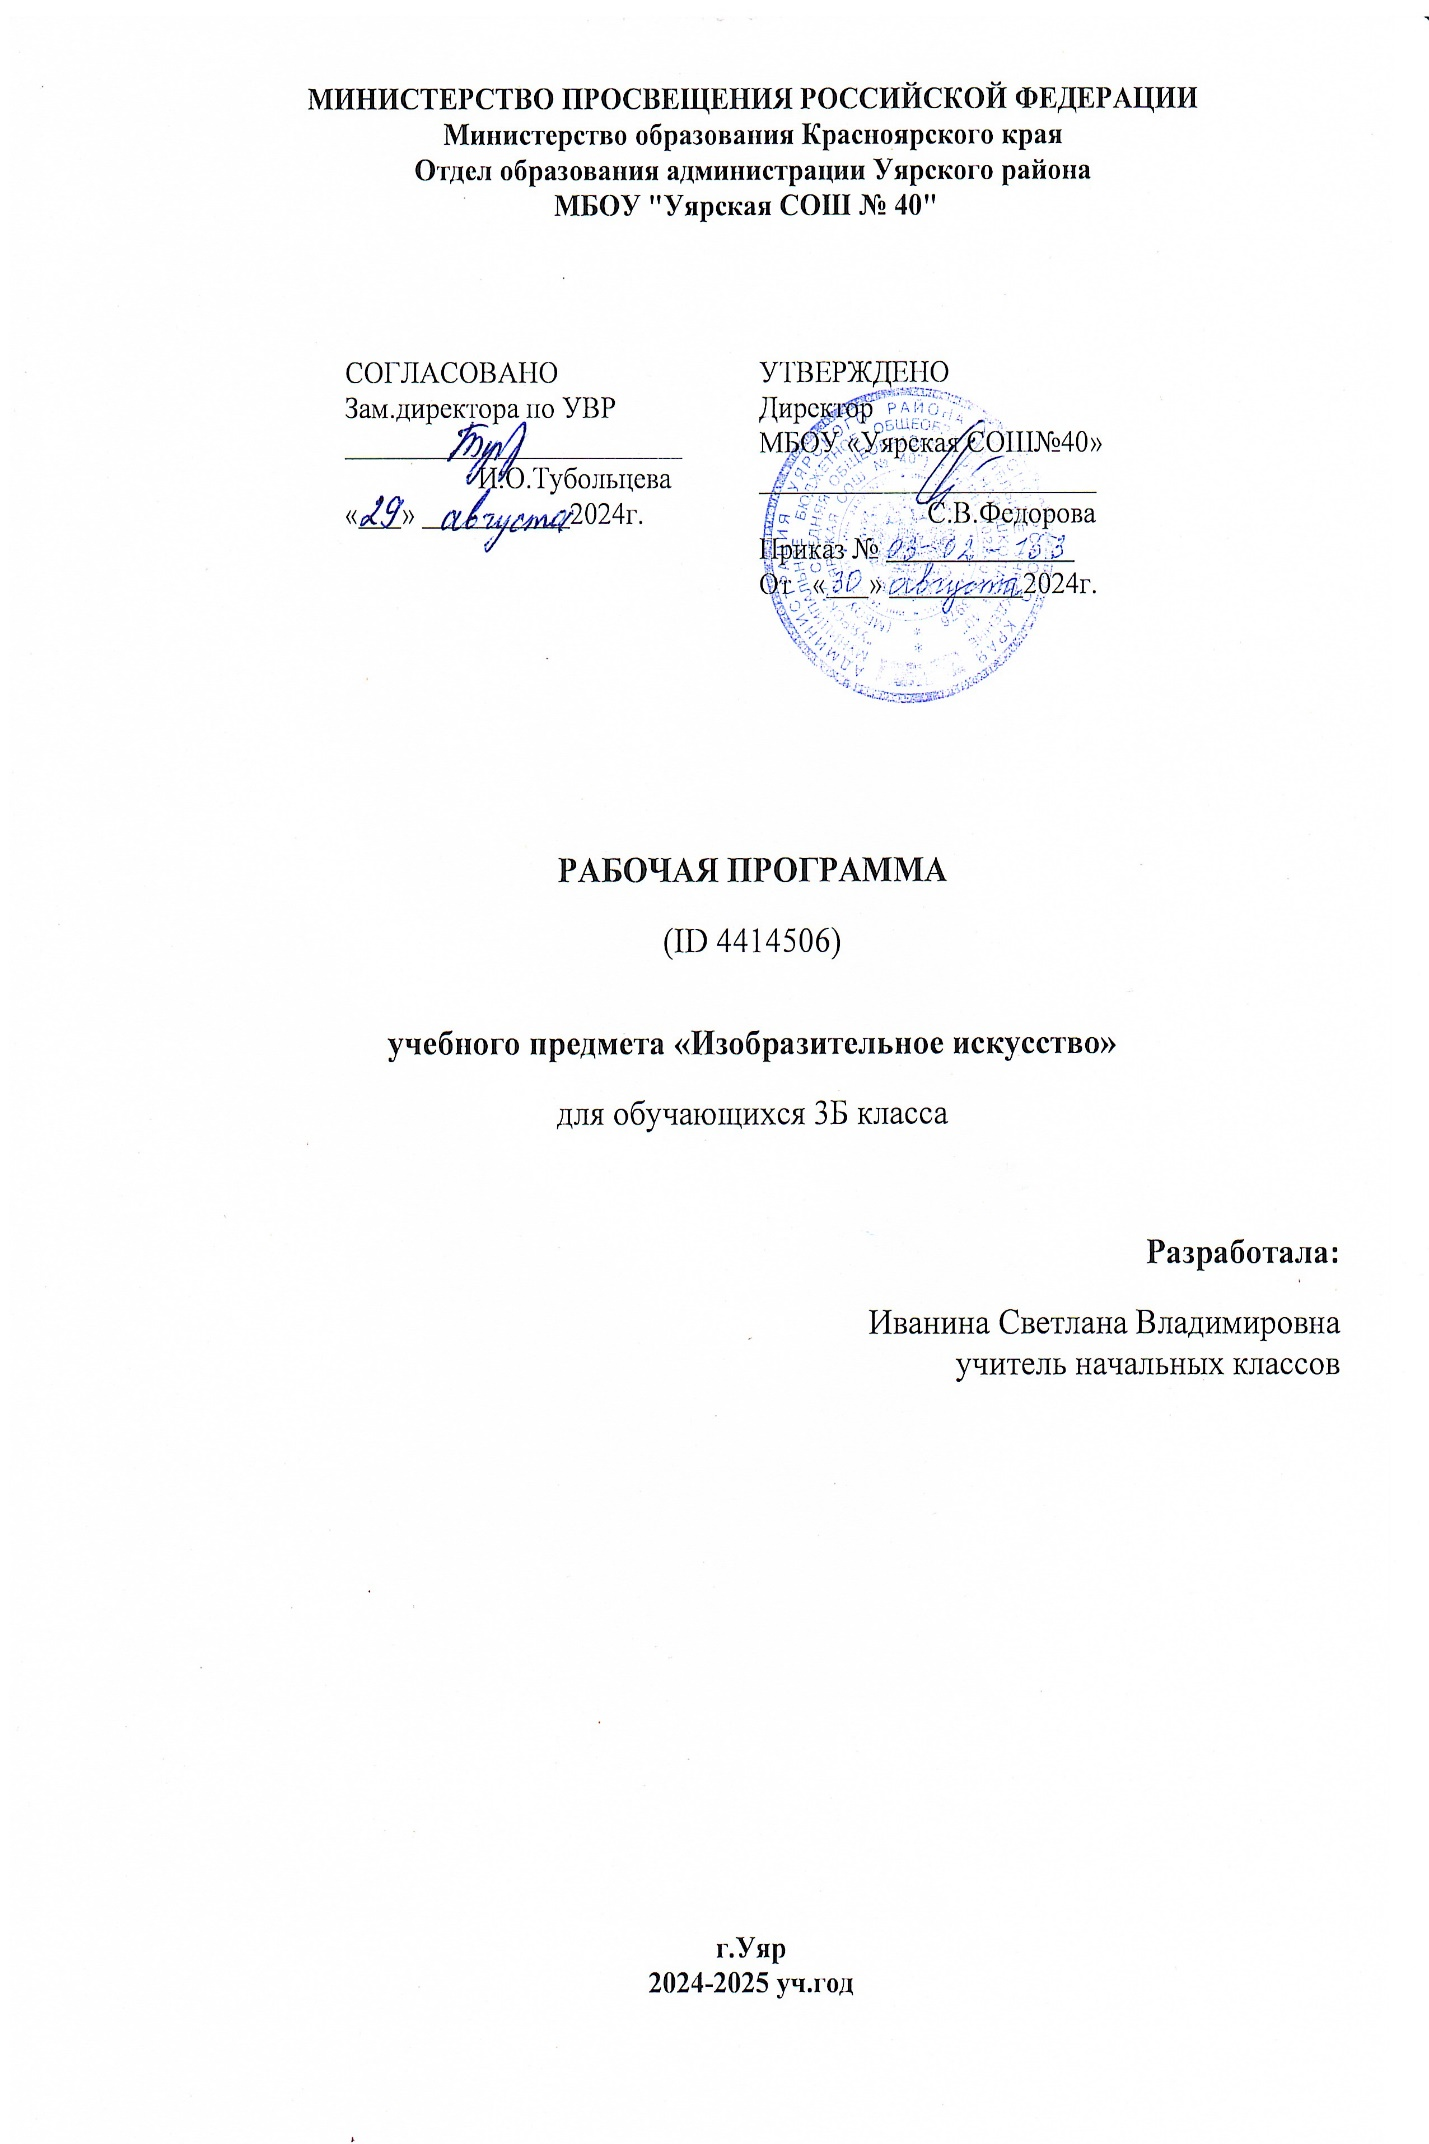 МИНИСТЕРСТВО ПРОСВЕЩЕНИЯ РОССИЙСКОЙ ФЕДЕРАЦИИ
Министерство образования Красноярского края
Отдел образования администрации Уярского района
МБОУ "Уярская СОШ № 40"
СОГЛАСОВАНО
Зам.директора по УВР
И.О.Тубольцева
«29» августа 2024г.
УТВЕРЖДЕНО
Директор
МБОУ «Уярская СОШ№40»
С.В.Федорова
Приказ № 03-02-133
От «30» августа 2024г.
РАБОЧАЯ ПРОГРАММА
(ID 4414506)
учебного предмета «Изобразительное искусство»
для обучающихся 3Б класса
Разработала:
Иванина Светлана Владимировна
учитель начальных классов
г.Уяр
2024-2025 уч.год